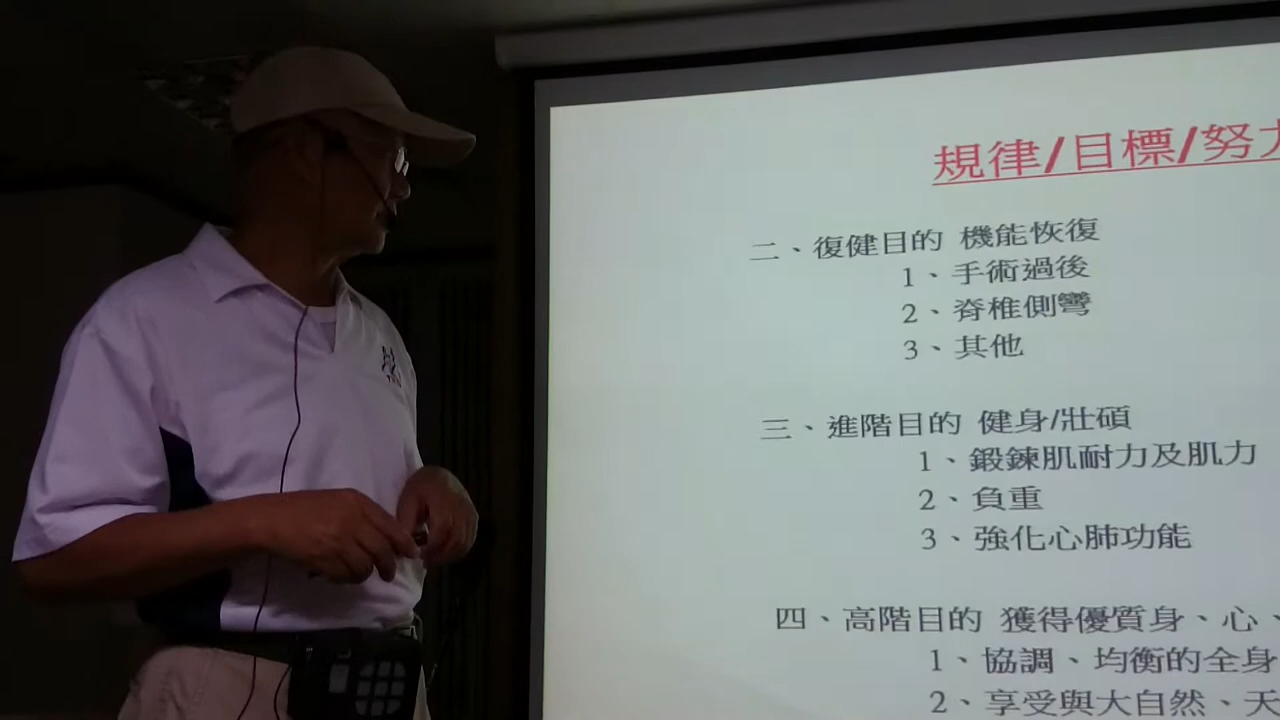 規律/目標/努力
二、復健目的 機能恢復
1、手術過後
2、脊椎側彎
3、其他
三、進階目的 健身/壯碩
1、鍛鍊肌耐力及肌力
2、負重
3、強化心肺功能
四、高階目的 獲得優質身、心、
1、協調、均衡的全身
2、享受與大自然、天